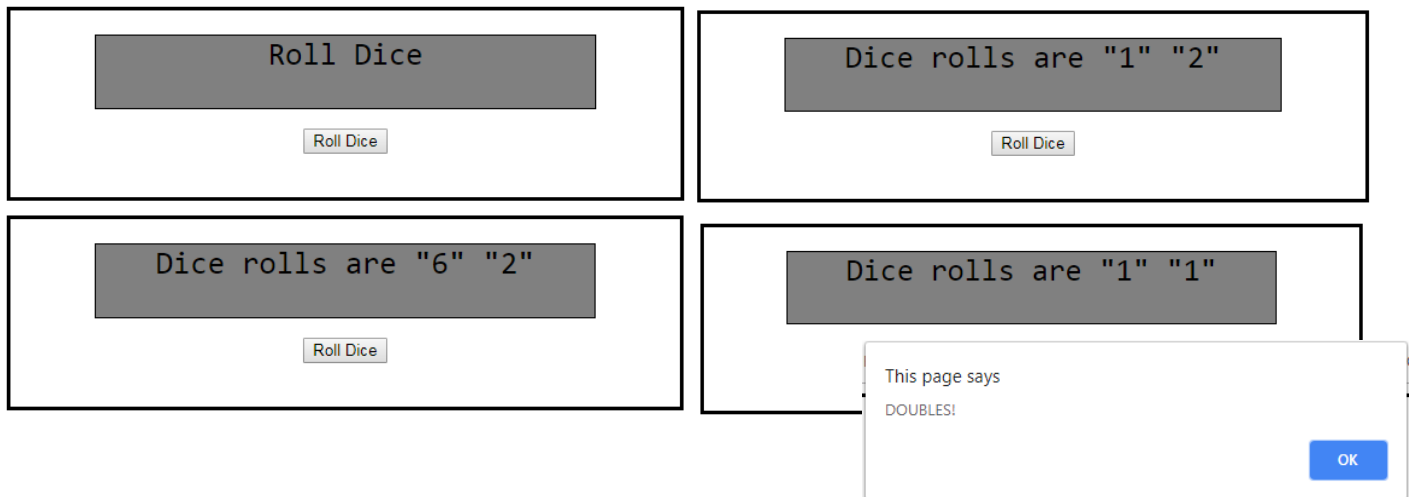 Roll Dice
Roll Dice
Dice rolls are "1" "2"
Roll Dice
Dice rolls are "6" "2"
Roll Dice
Dice rolls are "1" "1"
This page says
DOUBLES!
OK